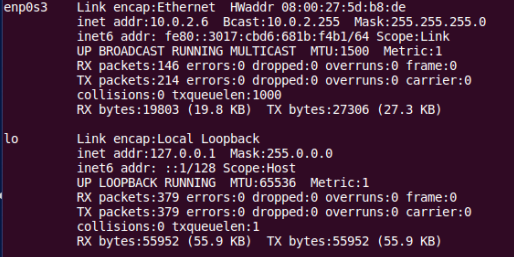 enp0s3    Link encap:Ethernet  HWaddr 08:00:27:5d:b8:de
          inet addr:10.0.2.6  Bcast:10.0.2.255  Mask:255.255.255.0
          inet6 addr: fe80::3017:cbd6:681b:f4b1/64 Scope:Link
          UP BROADCAST RUNNING MULTICAST  MTU:1500  Metric:1
          RX packets:146 errors:0 dropped:0 overruns:0 frame:0
          TX packets:214 errors:0 dropped:0 overruns:0 carrier:0
          collisions:0 txqueuelen:1000
          RX bytes:19803 (19.8 KB)  TX bytes:27306 (27.3 KB)

lo        Link encap:Local Loopback
          inet addr:127.0.0.1  Mask:255.0.0.0
          inet6 addr: ::1/128 Scope:Host
          UP LOOPBACK RUNNING  MTU:65536  Metric:1
          RX packets:379 errors:0 dropped:0 overruns:0 frame:0
          TX packets:379 errors:0 dropped:0 overruns:0 carrier:0
          collisions:0 txqueuelen:1
          RX bytes:55952 (55.9 KB)  TX bytes:55952 (55.9 KB)